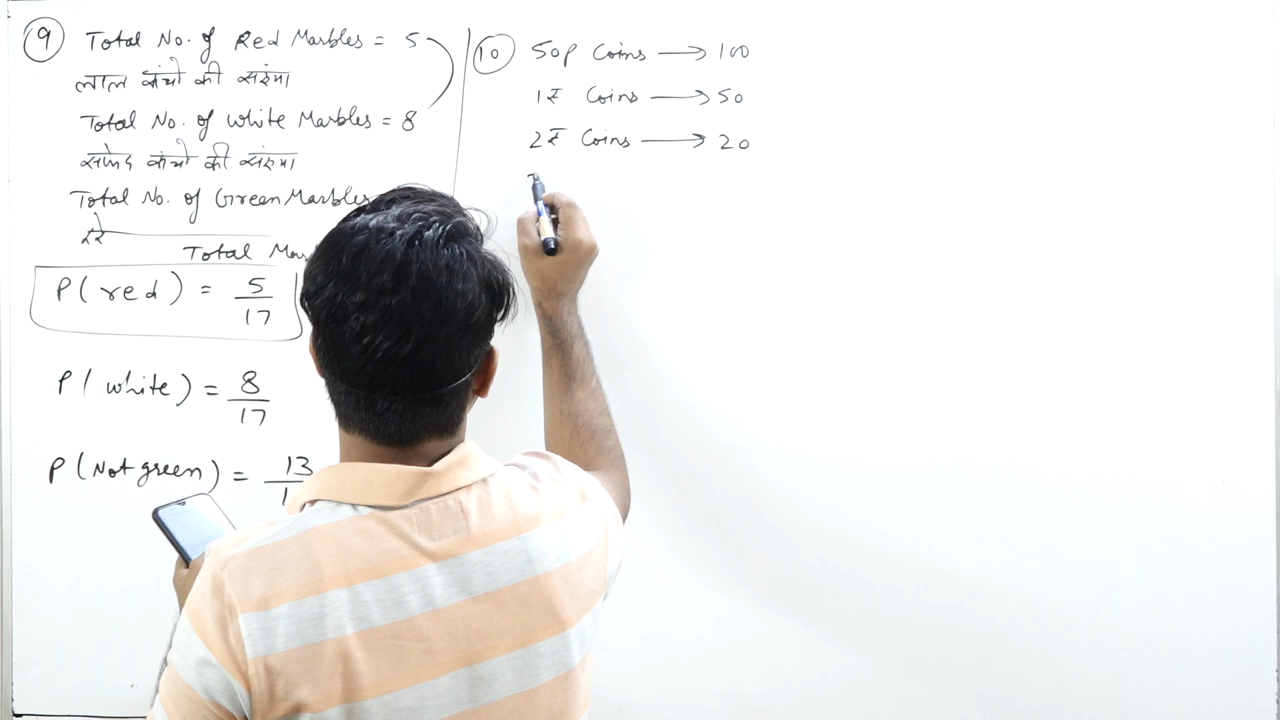 9 Total No. of Red Marbles = 5
लाल कंचो की संख्या
Total No. of white Marbles = 8
सफेद कंचो की संख्या
Total No. of Green Marbles
हरे
Total
P( red ) = 5/17
P( white ) = 8/17
P(Not green) = 13
10 50p Coins → 100
1₹ Coins → 50
2₹ Coins → 20